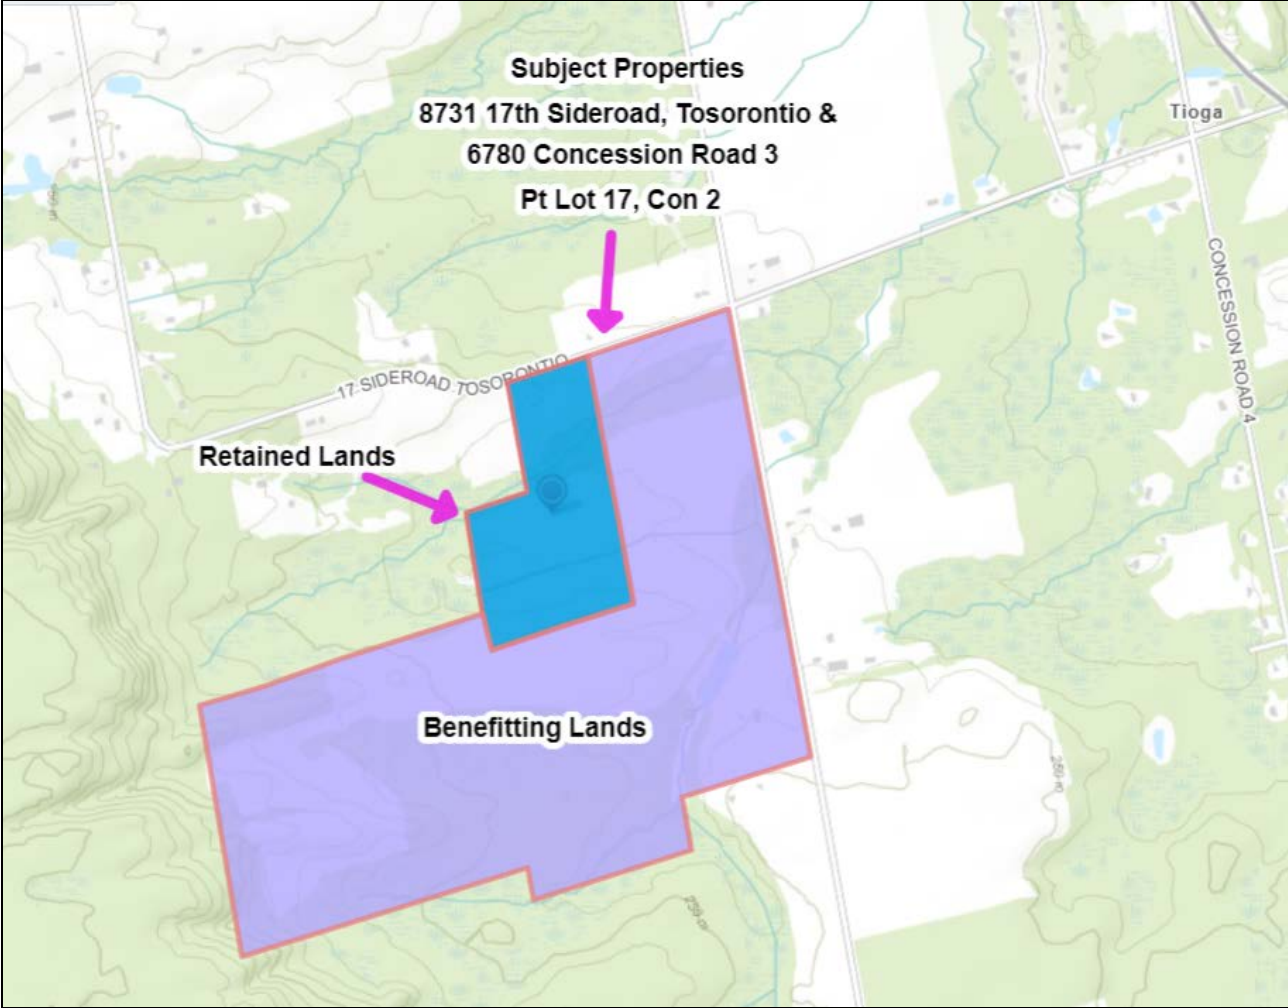 Subject Properties
8731 17th Sideroad, Tosorontio &
6780 Concession Road 3
Pt Lot 17, Con 2
Tioga
CONCESSION ROAD 4
17 SIDEROAD TOSORONTIO
Retained Lands
Benefitting Lands